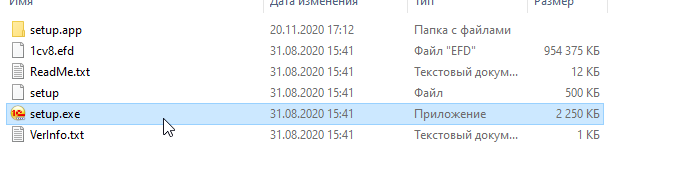 Имя Дата изменения Тип Размер
setup.app 20.11.2020 17:12 Папка с файлами
1cv8.efd 31.08.2020 15:41 Файл "EFD" 954 375 КБ
ReadMe.txt 31.08.2020 15:41 Текстовый докум... 12 КБ
setup 31.08.2020 15:41 Файл 500 КБ
setup.exe 31.08.2020 15:41 Приложение 2 250 КБ
VerInfo.txt 31.08.2020 15:41 Текстовый докум... 1 КБ